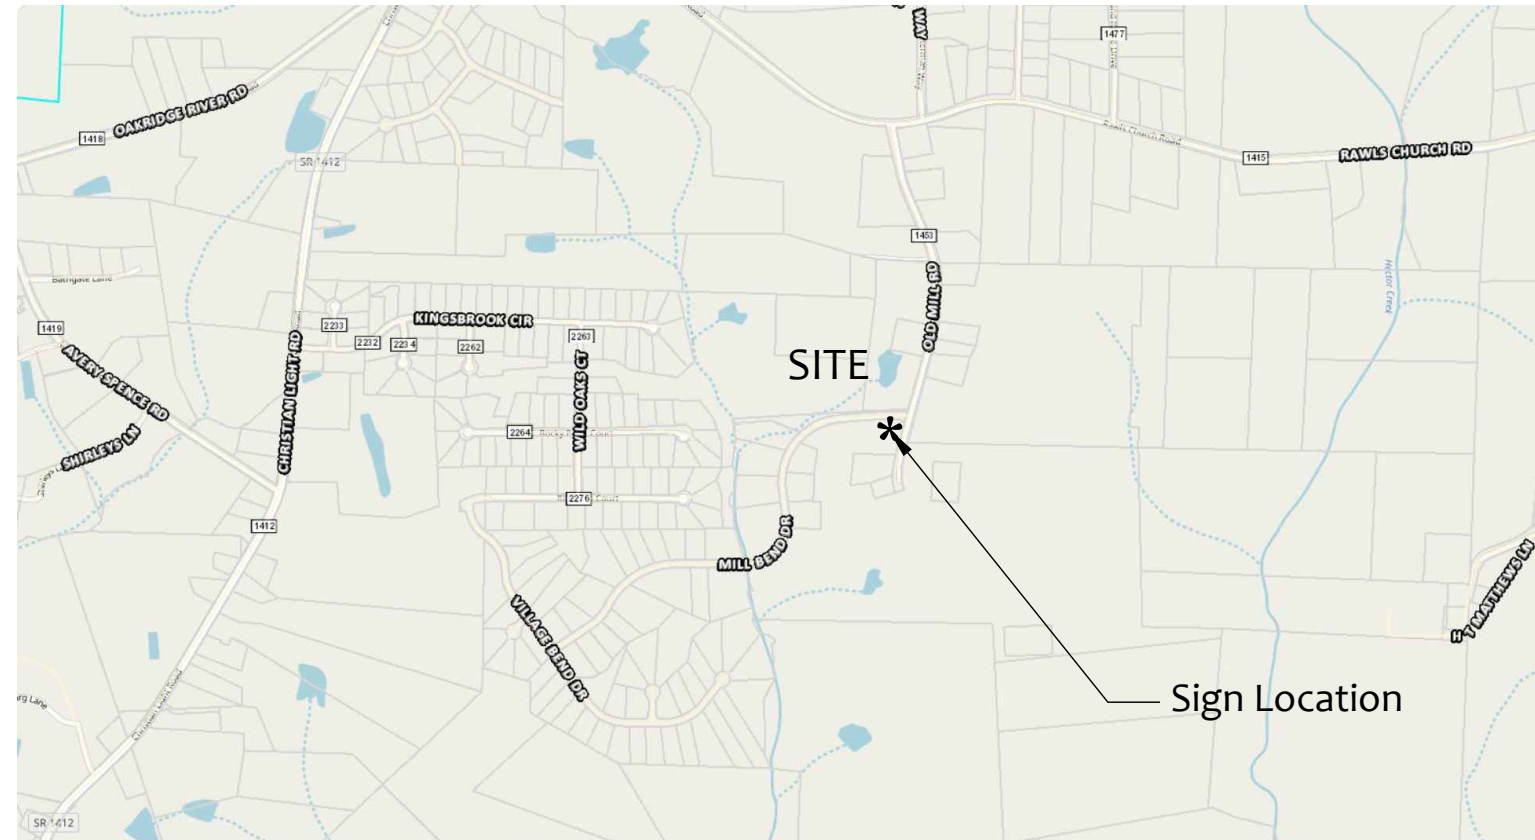 WAY
1477
OAKRIDGE RIVER RD
1418
SR 1412
Rawls Church Road
1415
RAWLS CHURCH RD
1453
Hector Creek
OLD MILL RD
Bathgate Lane
1419
2233
KINGSBROOK CIR
2232
2234
2262
2263
AVERY SPENCE RD
CHRISTIAN LIGHT RD
WILD OAKS CT
SITE
*
SHIRLEYS LN
2264
Court
2276
Court
1412
MILL BEND DR
VILLAGE BEND DR
H T MATTHEWS LN
Christian Light Road
Sign Location
SR 1412